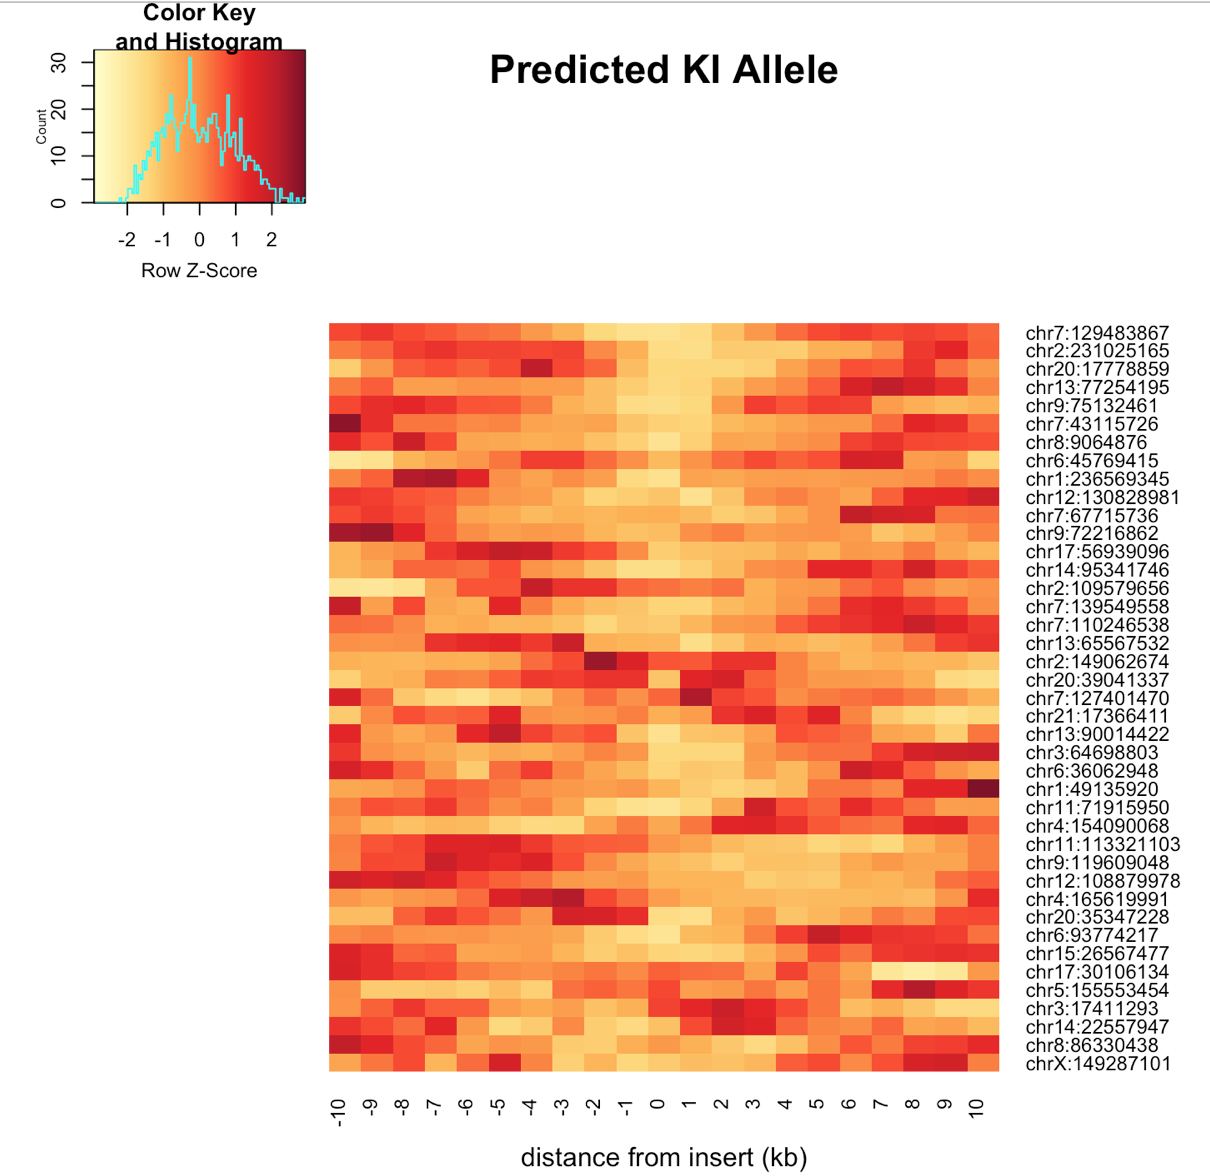 Color Key
and Histogram
Predicted KI Allele
Count
0
10
20
30
-2 -1 0 1 2
Row Z-Score
chr7:129483867
chr2:231025165
chr20:17778859
chr13:77254195
chr9:75132461
chr7:43115726
chr8:9064876
chr6:45769415
chr1:236569345
chr12:130828981
chr7:67715736
chr9:72216862
chr17:56939096
chr14:95341746
chr2:109579656
chr7:139549558
chr7:110246538
chr13:65567532
chr2:149062674
chr20:39041337
chr7:127401470
chr21:17366411
chr13:90014422
chr3:64698803
chr6:36062948
chr1:49135920
chr11:71915950
chr4:154090068
chr11:113321103
chr9:119609048
chr12:108879978
chr4:165619991
chr20:35347228
chr6:93774217
chr15:26567477
chr17:30106134
chr5:155553454
chr3:17411293
chr14:22557947
chr8:86330438
chrX:149287101
-10 -9 -8 -7 -6 -5 -4 -3 -2 -1 0 1 2 3 4 5 6 7 8 9 10
distance from insert (kb)